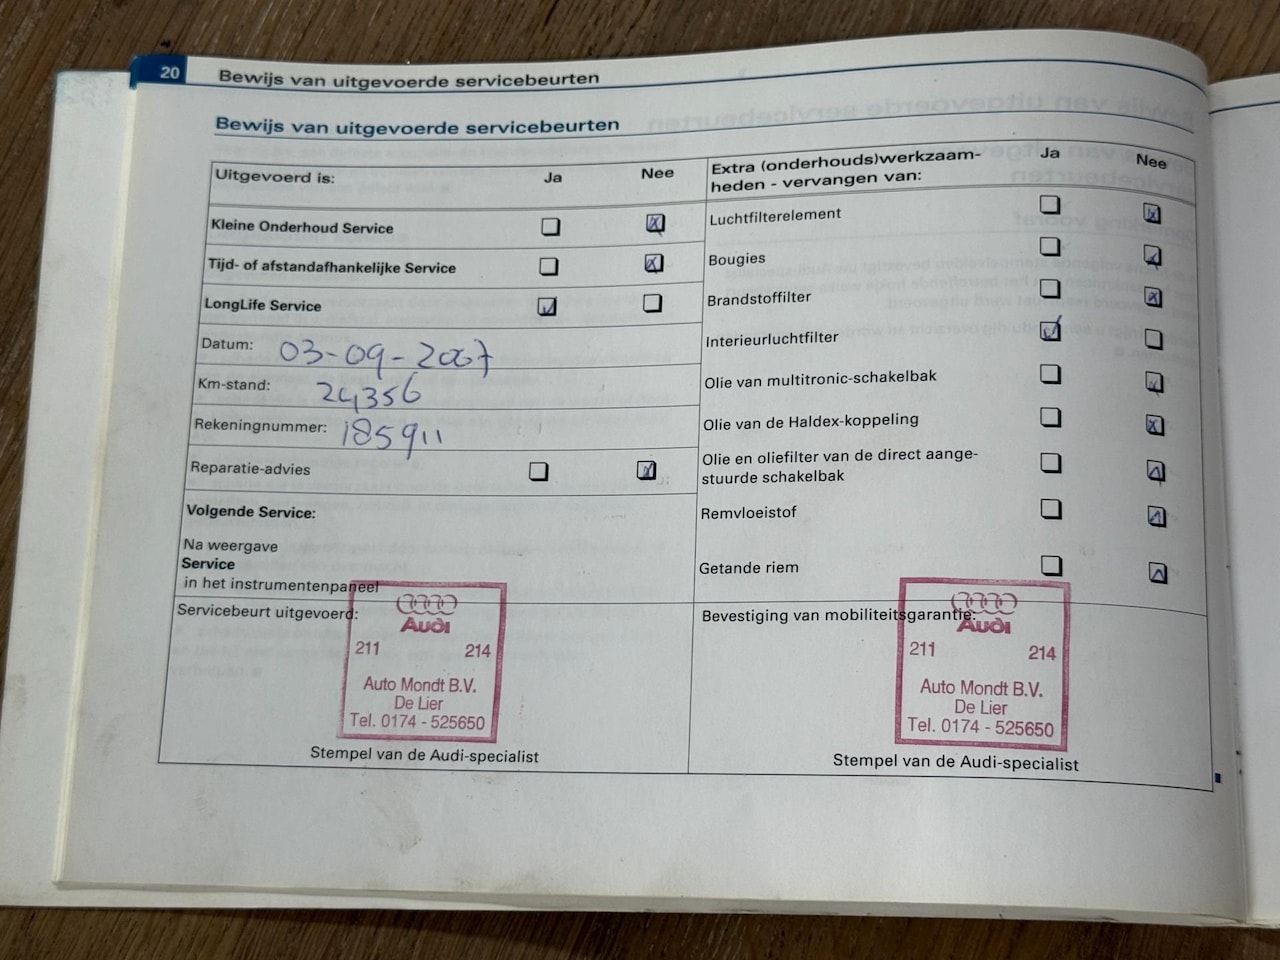 20 Bewijs van uitgevoerde servicebeurten
Bewijs van uitgevoerde servicebeurten
Uitgevoerd is: Ja Nee
Kleine Onderhoud Service
Tijd- of afstandafhankelijke Service
LongLife Service
Datum: 03-09-2007
Km-stand: 24356
Rekeningnummer: 185911
Reparatie-advies
Volgende Service:
Na weergave
Service
in het instrumentenpaneel
Servicebeurt uitgevoerd:
Audi
211 214
Auto Mondt B.V.
De Lier
Tel. 0174 - 525650
Stempel van de Audi-specialist
Extra (onderhouds)werkzaam- Ja Nee
heden - vervangen van:
Luchtfilterelement
Bougies
Brandstoffilter
Interieurluchtfilter
Olie van multitronic-schakelbak
Olie van de Haldex-koppeling
Olie en oliefilter van de direct aange-
stuurde schakelbak
Remvloeistof
Getande riem
Bevestiging van mobiliteitsgarantie:
Audi
211 214
Auto Mondt B.V.
De Lier
Tel. 0174 - 525650
Stempel van de Audi-specialist